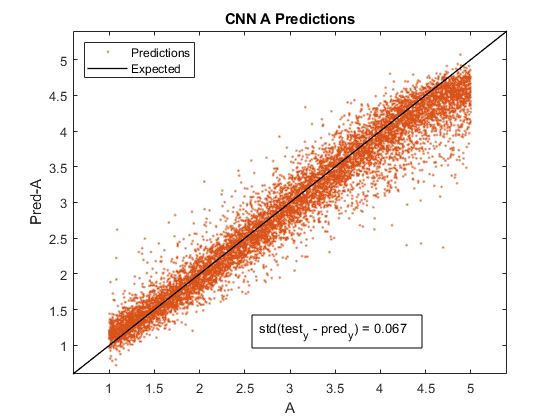 CNN A Predictions
Predictions
Expected
5
4.5
4
3.5
3
2.5
2
1.5
1
Pred-A
std(test_y - pred_y) = 0.067
1 1.5 2 2.5 3 3.5 4 4.5 5
A